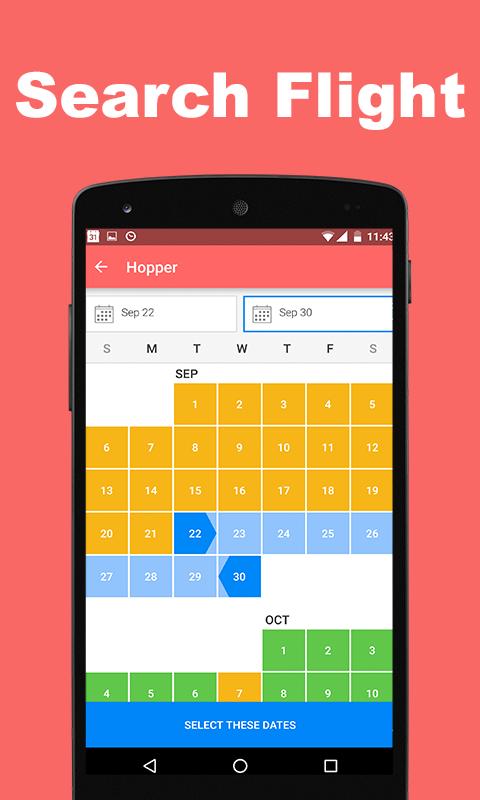 Search Flight
31 11:43
Hopper
Sep 22 Sep 30
S M T W T F S
SEP
1 2 3 4 5
6 7 8 9 10 11 12
13 14 15 16 17 18 19
20 21 22 23 24 25 26
27 28 29 30
OCT
1 2 3
4 5 6 7 8 9 10
SELECT THESE DATES